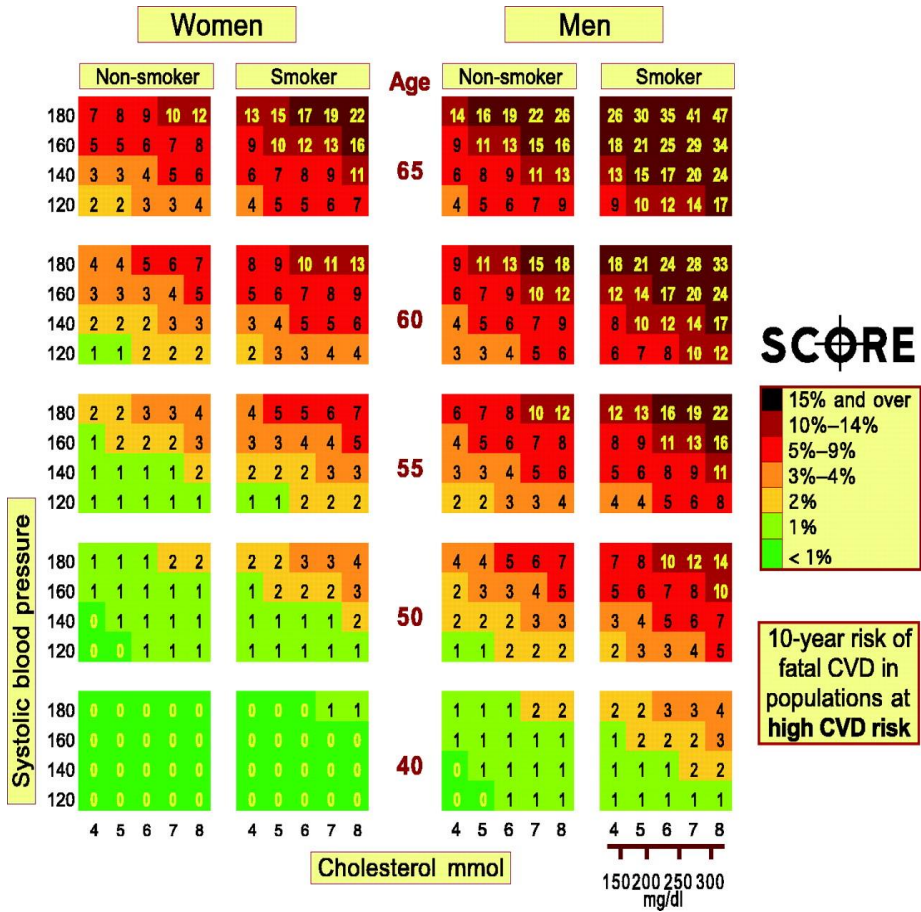 Women Men
Non-smoker Smoker Age Non-smoker Smoker
180 7 8 9 10 12 13 15 17 19 22 14 16 19 22 26 26 30 35 41 47
160 5 5 6 7 8 9 10 12 13 16 9 11 13 15 16 18 21 25 29 34
65
140 3 3 4 5 6 6 7 8 9 11 6 8 9 11 13 13 15 17 20 24
120 2 2 3 3 4 4 5 5 6 7 4 5 6 7 9 9 10 12 14 17
180 4 4 5 6 7 8 9 10 11 13 9 11 13 15 18 18 21 24 28 33
160 3 3 3 4 5 5 6 7 8 9 6 7 9 10 12 12 14 17 20 24
60
140 2 2 2 3 3 3 4 5 5 6 4 5 6 7 9 8 10 12 14 17
120 1 1 2 2 2 2 3 3 4 4 3 3 4 5 6 6 7 8 10 12
SCORE
180 2 2 3 3 4 4 5 5 6 7 6 7 8 10 12 12 13 16 19 22
160 1 2 2 2 3 3 3 4 4 5 4 5 6 7 8 8 9 11 13 16
55
140 1 1 1 1 2 2 2 2 3 3 3 3 4 5 6 5 6 8 9 11
120 1 1 1 1 1 1 1 2 2 2 2 2 3 3 4 4 4 5 6 8
15% and over
10%–14%
5%–9%
3%–4%
2%
1%
< 1%
180 1 1 1 2 2 2 2 3 3 4 4 4 5 6 7 7 8 10 12 14
160 1 1 1 1 1 1 2 2 2 3 2 3 3 4 5 5 6 7 8 10
50
140 0 1 1 1 1 1 1 1 1 2 2 2 2 3 3 3 4 5 6 7
120 0 0 1 1 1 1 1 1 1 1 1 1 2 2 2 2 3 3 4 5
10-year risk of
fatal CVD in
populations at
high CVD risk
180 0 0 0 0 0 0 0 0 1 1 1 1 1 2 2 2 2 3 3 4
160 0 0 0 0 0 0 0 0 0 0 1 1 1 1 1 1 2 2 2 3
40
140 0 0 0 0 0 0 0 0 0 0 0 1 1 1 1 1 1 1 2 2
120 0 0 0 0 0 0 0 0 0 0 0 0 1 1 1 1 1 1 1 1
4 5 6 7 8 4 5 6 7 8 4 5 6 7 8 4 5 6 7 8
Systolic blood pressure
Cholesterol mmol
150 200 250 300
mg/dl